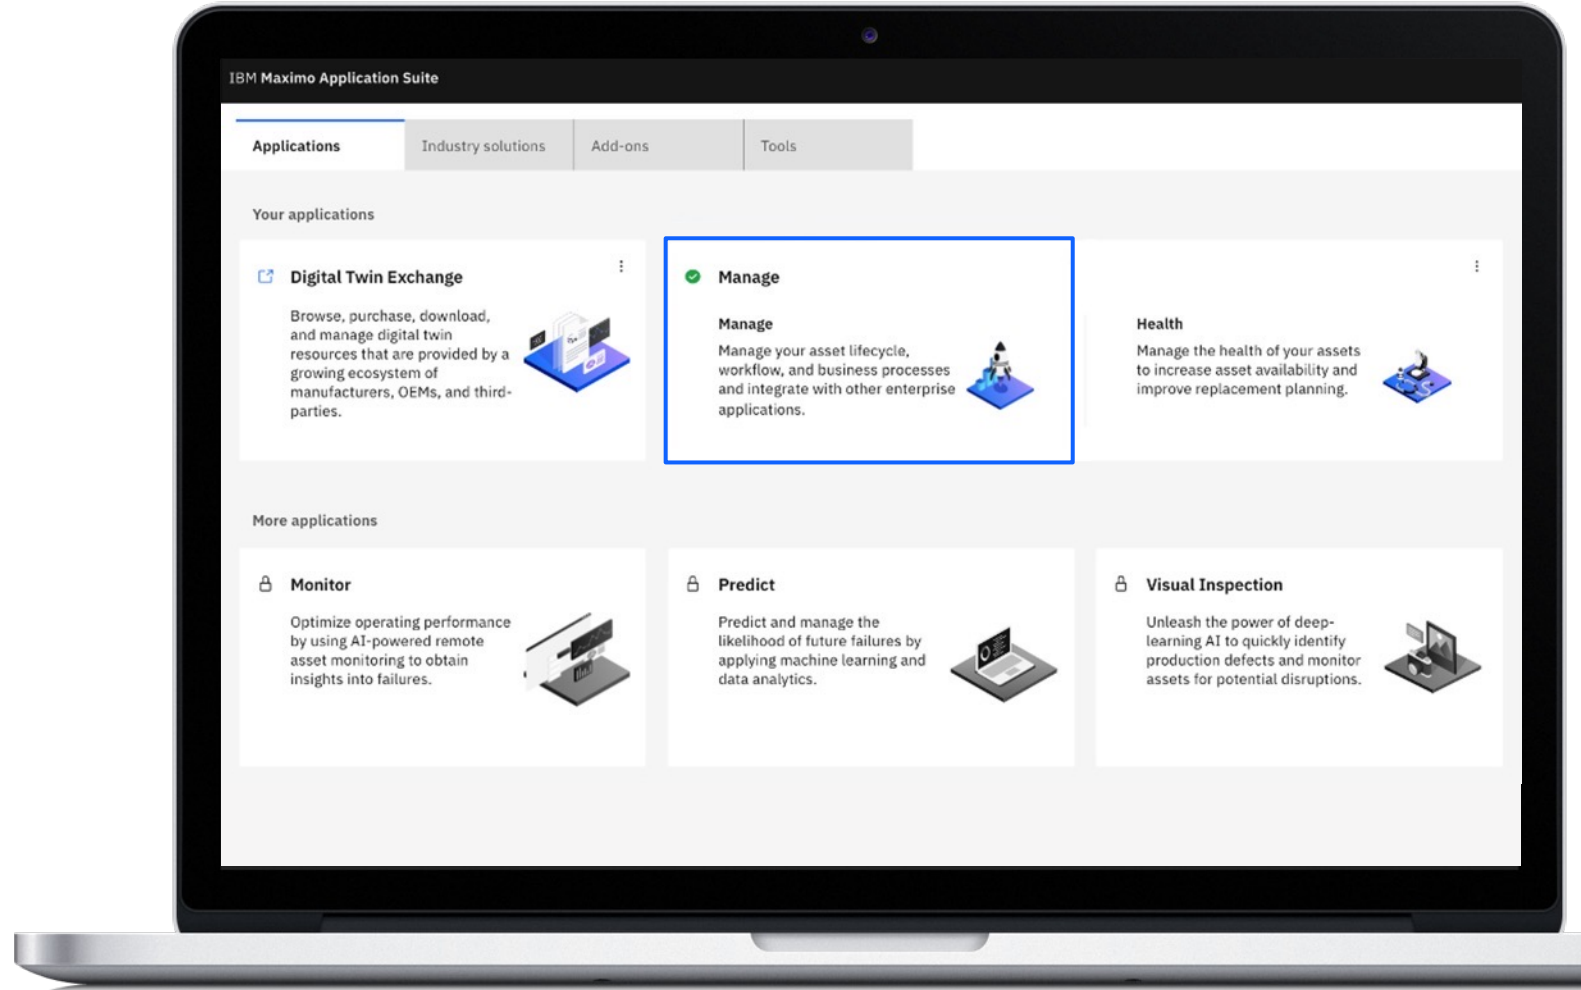 IBM Maximo Application Suite
Applications
Industry solutions
Add-ons
Tools
Your applications
Digital Twin Exchange
Browse, purchase, download,
and manage digital twin
resources that are provided by a
growing ecosystem of
manufacturers, OEMs, and third-
parties.
Manage
Manage
Manage your asset lifecycle,
workflow, and business processes
and integrate with other enterprise
applications.
Health
Manage the health of your assets
to increase asset availability and
improve replacement planning.
More applications
Monitor
Optimize operating performance
by using AI-powered remote
asset monitoring to obtain
insights into failures.
Predict
Predict and manage the
likelihood of future failures by
applying machine learning and
data analytics.
Visual Inspection
Unleash the power of deep-
learning AI to quickly identify
production defects and monitor
assets for potential disruptions.